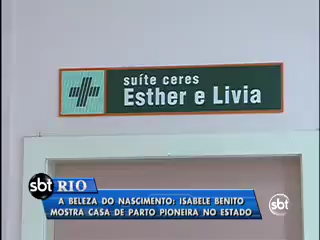 suíte ceres
Esther e Livia
sbt RIO
A BELEZA DO NASCIMENTO: ISABELE BENITO
MOSTRA CASA DE PARTO PIONEIRA NO ESTADO
sbt